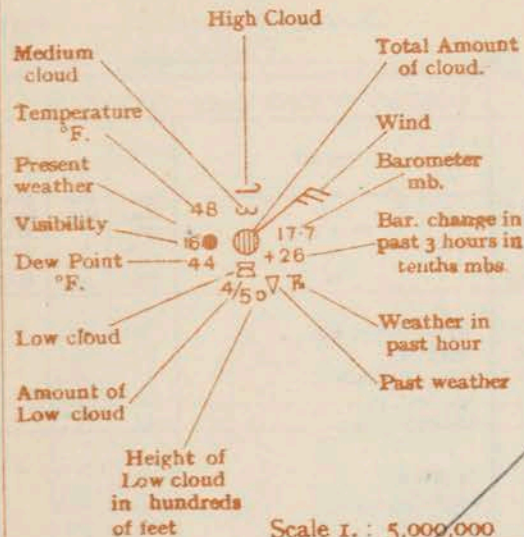 High Cloud
Medium
cloud
Total Amount
of cloud.
Temperature
°F.
Wind
Present
weather
Barometer
mb.
48
Visibility
16
17.7
Bar. change in
past 3 hours in
tenths mbs.
Dew Point
°F.
44
+26
4/50
Low cloud
Weather in
past hour
Amount of
Low cloud
Past weather
Height of
Low cloud
in hundreds
of feet
Scale 1. : 5,000,000